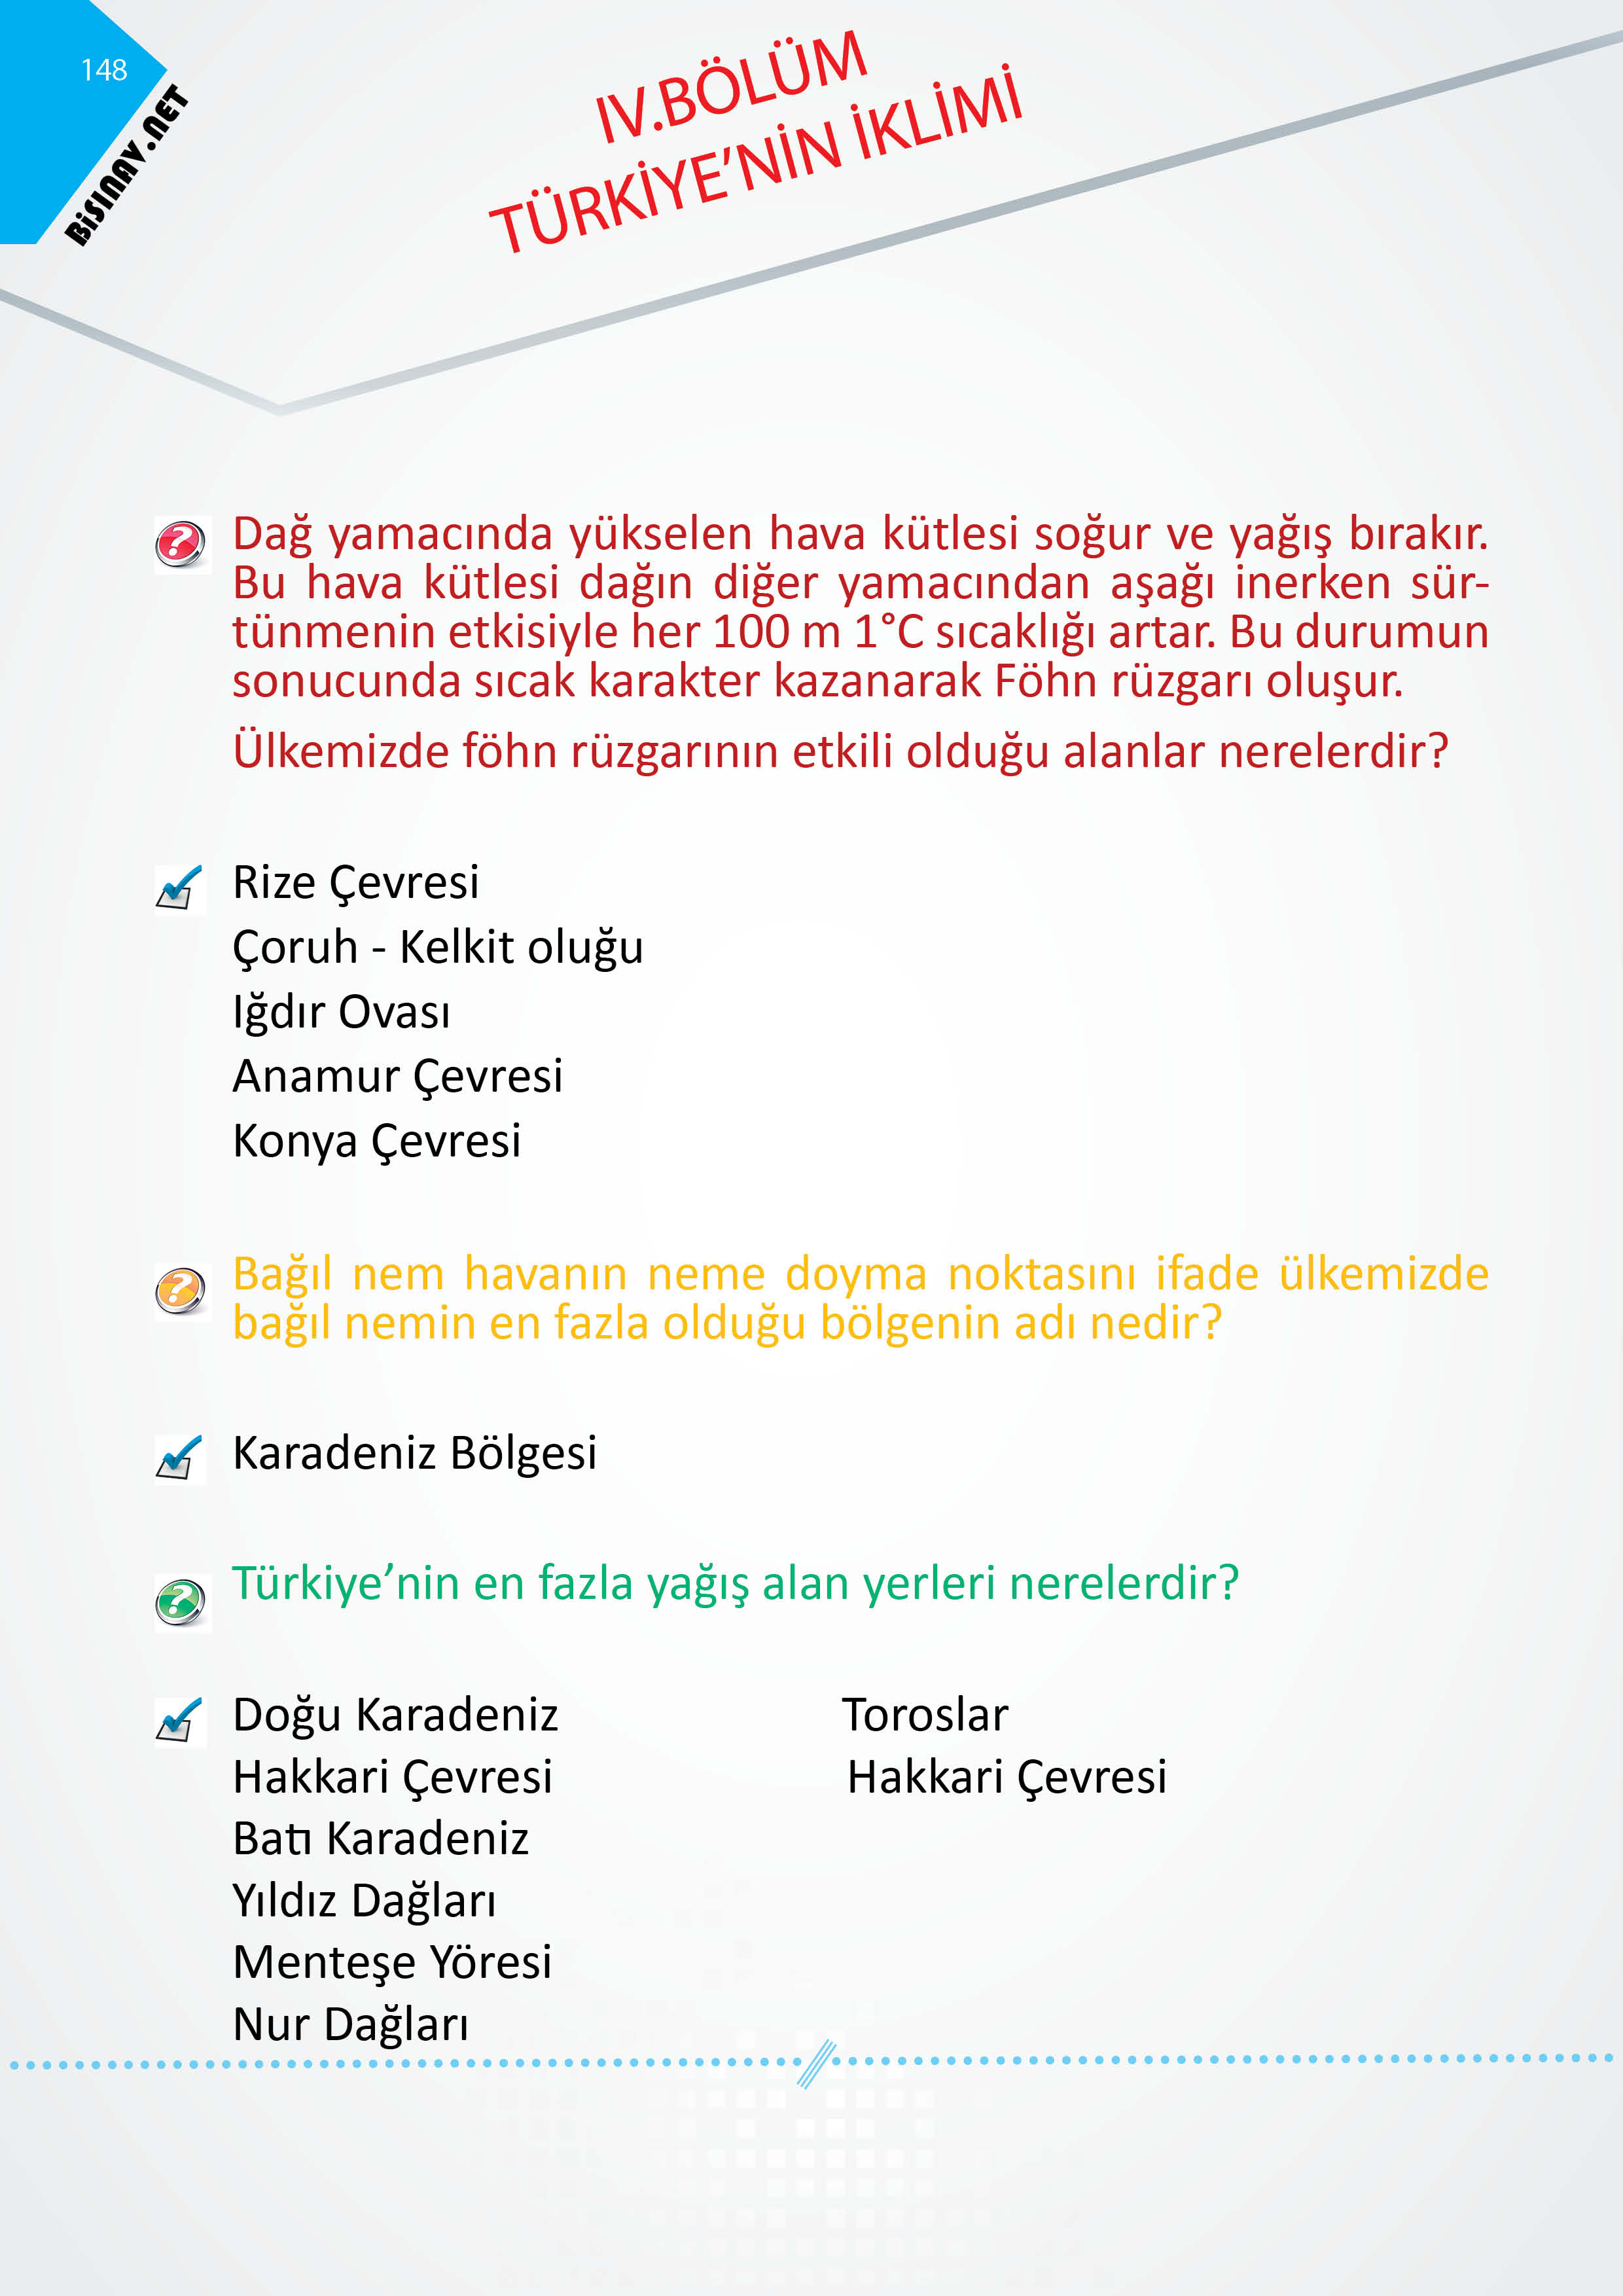 148
BiSINAV.NET
IV.BÖLÜM
TÜRKİYE’NİN İKLİMİ
Dağ yamacında yükselen hava kütlesi soğur ve yağış bırakır.
Bu hava kütlesi dağın diğer yamacından aşağı inerken sür-
tünmenin etkisiyle her 100 m 1°C sıcaklığı artar. Bu durumun
sonucunda sıcak karakter kazanarak Föhn rüzgarı oluşur.
Ülkemizde föhn rüzgarının etkili olduğu alanlar nerelerdir?
Rize Çevresi
Çoruh - Kelkit oluğu
Iğdır Ovası
Anamur Çevresi
Konya Çevresi
Bağıl nem havanın neme doyma noktasını ifade ülkemizde
bağıl nemin en fazla olduğu bölgenin adı nedir?
Karadeniz Bölgesi
Türkiye’nin en fazla yağış alan yerleri nerelerdir?
Doğu Karadeniz Toroslar
Hakkari Çevresi Hakkari Çevresi
Batı Karadeniz
Yıldız Dağları
Menteşe Yöresi
Nur Dağları